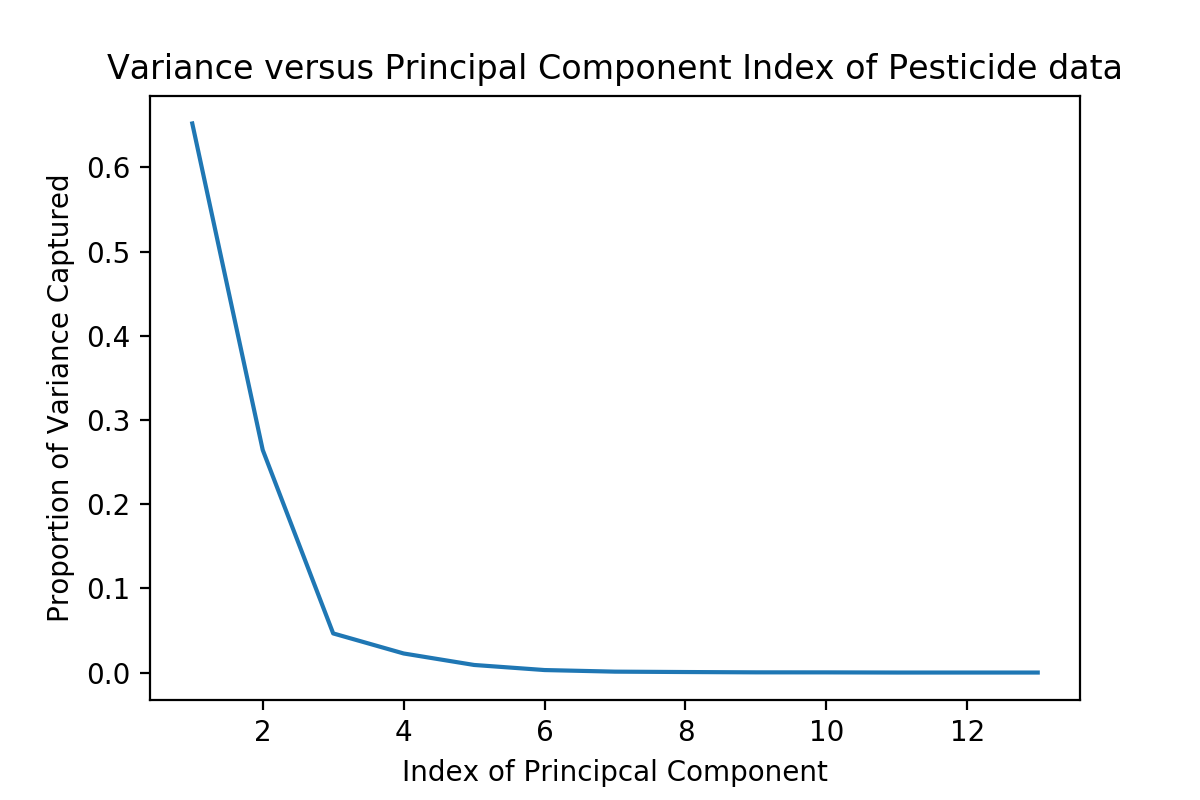 Variance versus Principal Component Index of Pesticide data
Proportion of Variance Captured
0.6
0.5
0.4
0.3
0.2
0.1
0.0
2 4 6 8 10 12
Index of Principcal Component